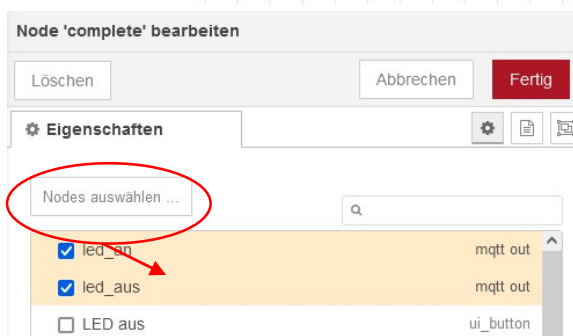 Node 'complete' bearbeiten
Löschen Abbrechen Fertig
Eigenschaften
Nodes auswählen ...
led_an mqtt out
led_aus mqtt out
LED aus ui_button